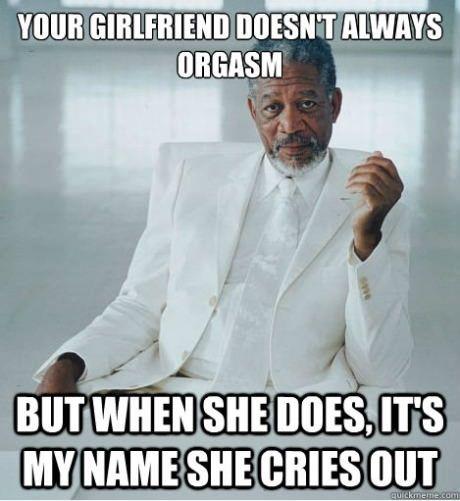 YOUR GIRLFRIEND DOESN'T ALWAYS
ORGASM
BUT WHEN SHE DOES, IT'S
MY NAME SHE CRIES OUT
quickmeme.com